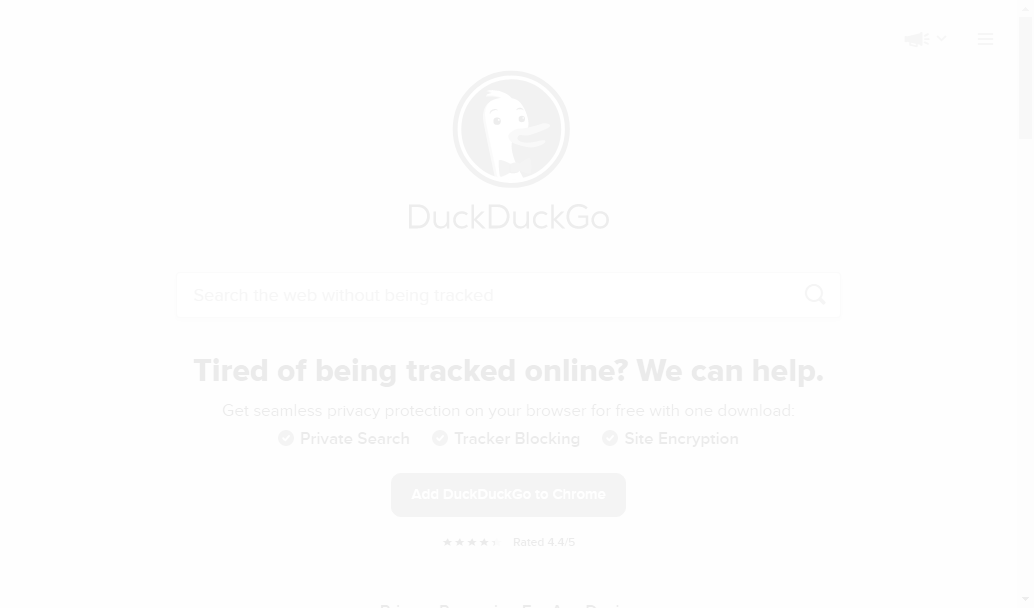 DuckDuckGo
Search the web without being tracked
Tired of being tracked online? We can help.
Get seamless privacy protection on your browser for free with one download:
Private Search Tracker Blocking Site Encryption
Add DuckDuckGo to Chrome
Rated 4.4/5